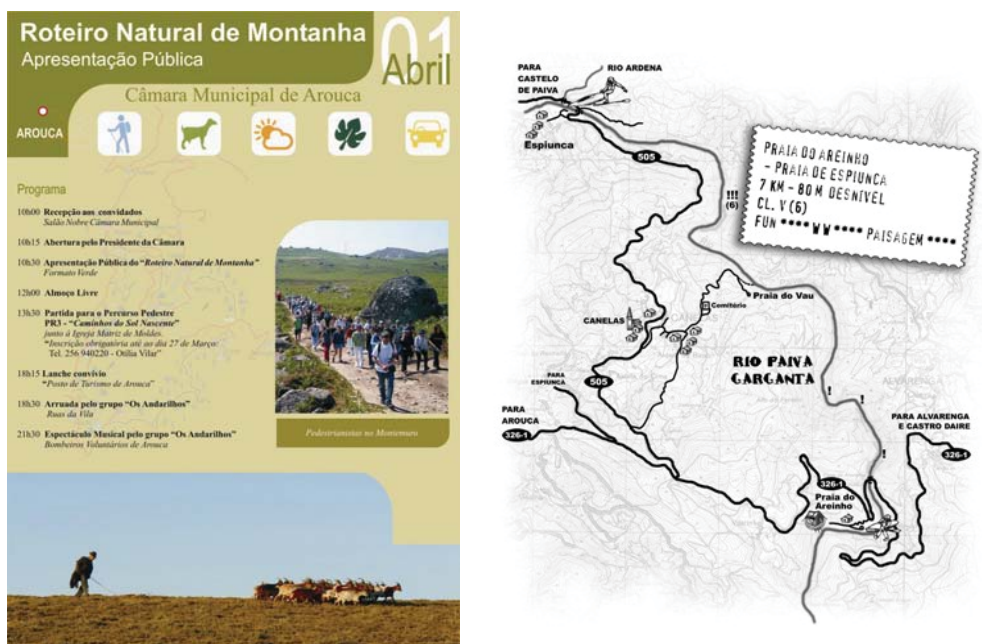 Roteiro Natural de Montanha
Apresentação Pública
01
Abril
Câmara Municipal de Arouca
AROUCA
Programa
10h00 Recepção aos convidados
Salão Nobre Câmara Municipal
10h15 Abertura pelo Presidente da Câmara
10h30 Apresentação Pública do "Roteiro Natural de Montanha"
Formato Verde
12h00 Almoço Livre
13h30 Partida para o Percurso Pedestre
PR3 - "Caminhos do Sol Nascente"
junto à Igreja Matriz de Moldes.
"Inscrição obrigatória até ao dia 27 de Março:
Tel. 256 940220 - Otília Vilar"
18h15 Lanche convívio
"Posto de Turismo de Arouca"
18h30 Arruada pelo grupo "Os Andarilhos"
Ruas da Vila
21h30 Espectáculo Musical pelo grupo "Os Andarilhos"
Bombeiros Voluntários de Arouca
Pedestrianistas no Montemuro
PARA
CASTELO
DE PAIVA
RIO ARDENA
Espiunca
505
!!!
(6)
PRAIA DO AREINHO
- PRAIA DE ESPIUNCA
7 KM - 80 M DESNÍVEL
CL. V (6)
FUN **** W W **** PAISAGEM ****
Praia do Vau
Cemitério
CANELAS
RIO PAIVA
GARGANTA
PARA
ESPIUNCA
505
ALVARENGA
!
!
PARA
AROUCA
326-1
PARA ALVARENGA
E CASTRO DAIRE
326-1
!
326-1
Praia do
Areinho